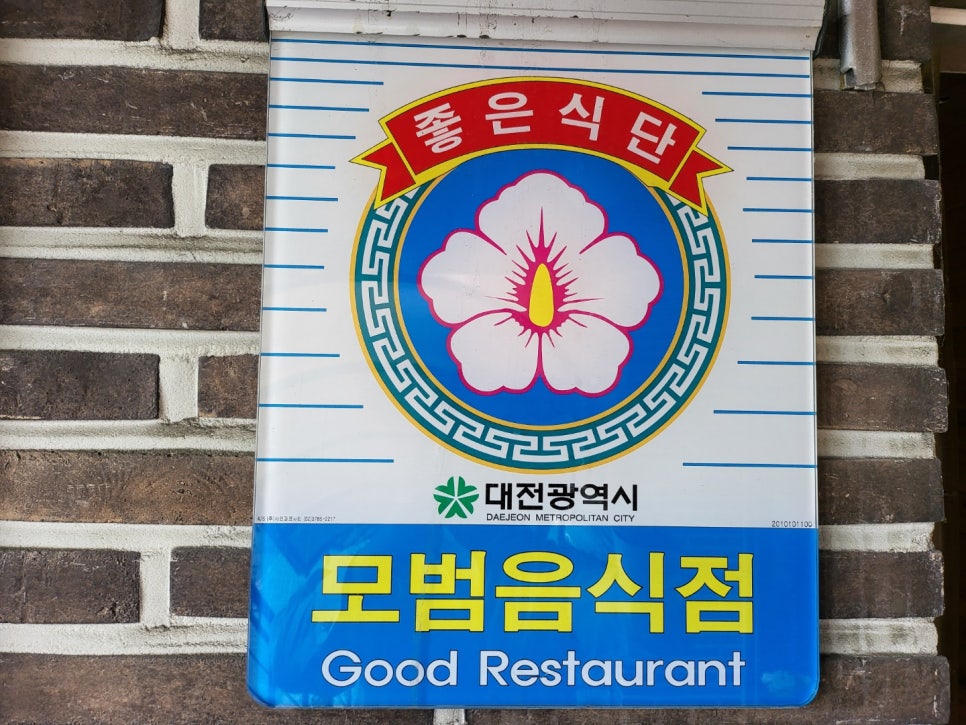 좋은식단
대전광역시
DAEJEON METROPOLITAN CITY
2010101100
모범음식점
Good Restaurant